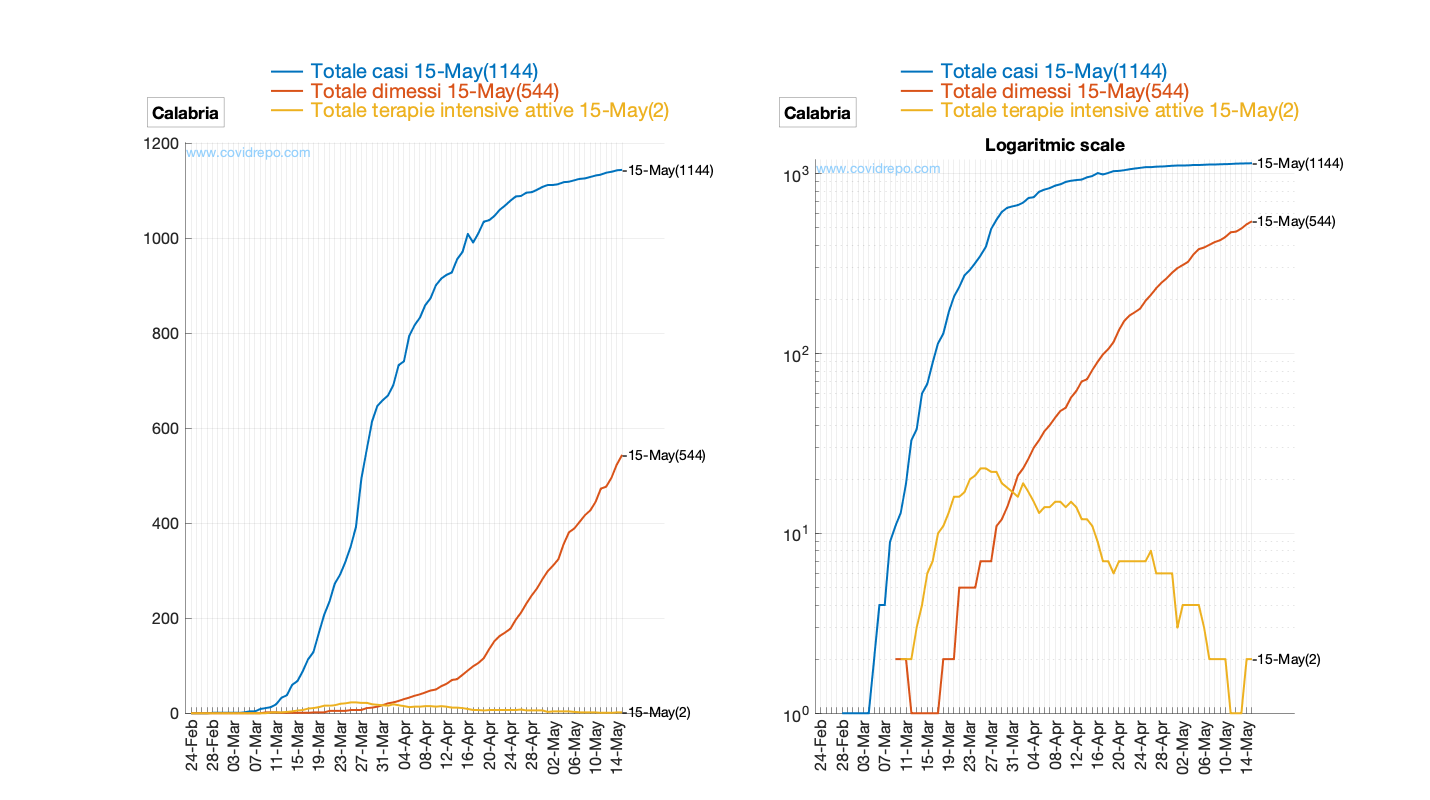 Totale casi 15-May(1144)
Totale dimessi 15-May(544)
Totale terapie intensive attive 15-May(2)
Calabria
www.covidrepo.com
1200
1000
800
600
400
200
0
15-May(1144)
15-May(544)
15-May(2)
24-Feb
28-Feb
03-Mar
07-Mar
11-Mar
15-Mar
19-Mar
23-Mar
27-Mar
31-Mar
04-Apr
08-Apr
12-Apr
16-Apr
20-Apr
24-Apr
28-Apr
02-May
06-May
10-May
14-May
Totale casi 15-May(1144)
Totale dimessi 15-May(544)
Totale terapie intensive attive 15-May(2)
Calabria
Logaritmic scale
www.covidrepo.com
10³
10²
10¹
10⁰
15-May(1144)
15-May(544)
15-May(2)
24-Feb
28-Feb
03-Mar
07-Mar
11-Mar
15-Mar
19-Mar
23-Mar
27-Mar
31-Mar
04-Apr
08-Apr
12-Apr
16-Apr
20-Apr
24-Apr
28-Apr
02-May
06-May
10-May
14-May